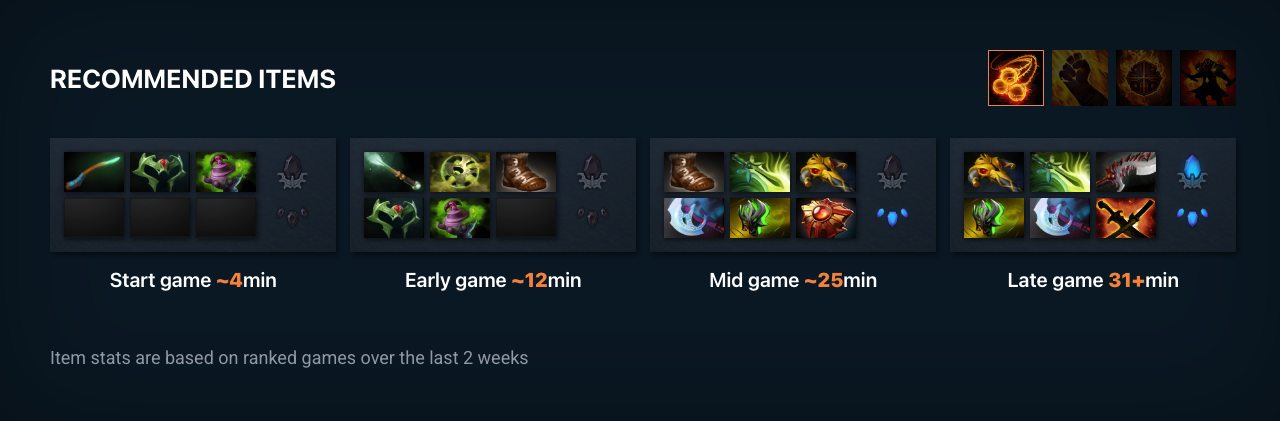 RECOMMENDED ITEMS
Start game ~4min
Early game ~12min
Mid game ~25min
Late game 31+min
Item stats are based on ranked games over the last 2 weeks